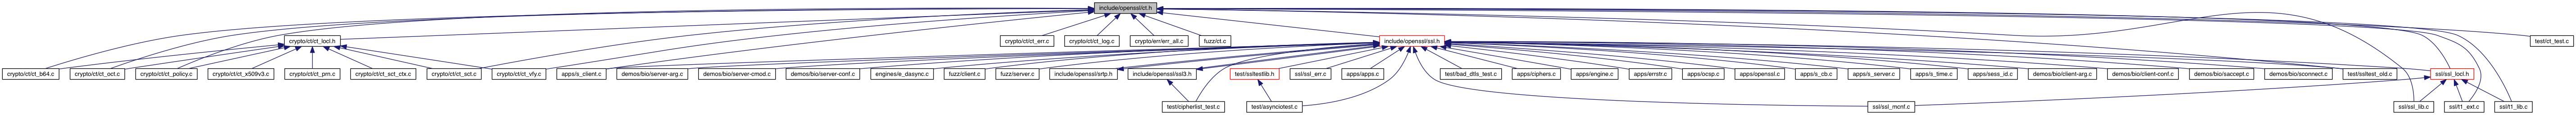 include/openssl/ct.h
crypto/ct/ct_locl.h
crypto/ct/ct_err.c
crypto/ct/ct_log.c
crypto/err/err_all.c
fuzz/ct.c
include/openssl/ssl.h
test/ct_test.c
crypto/ct/ct_b64.c
crypto/ct/ct_oct.c
crypto/ct/ct_policy.c
crypto/ct/ct_x509v3.c
crypto/ct/ct_prn.c
crypto/ct/ct_sct_ctx.c
crypto/ct/ct_sct.c
crypto/ct/ct_vfy.c
apps/s_client.c
demos/bio/server-arg.c
demos/bio/server-cmod.c
demos/bio/server-conf.c
engines/e_dasync.c
fuzz/client.c
fuzz/server.c
include/openssl/srtp.h
include/openssl/ssl3.h
test/ssltestlib.h
ssl/ssl_err.c
apps/apps.c
test/bad_dtls_test.c
apps/ciphers.c
apps/engine.c
apps/errstr.c
apps/ocsp.c
apps/openssl.c
apps/s_cb.c
apps/s_server.c
apps/s_time.c
apps/sess_id.c
demos/bio/client-arg.c
demos/bio/client-conf.c
demos/bio/saccept.c
demos/bio/sconnect.c
test/ssltest_old.c
ssl/ssl_locl.h
test/cipherlist_test.c
test/asynciotest.c
ssl/ssl_mcnf.c
ssl/ssl_lib.c
ssl/t1_ext.c
ssl/t1_lib.c